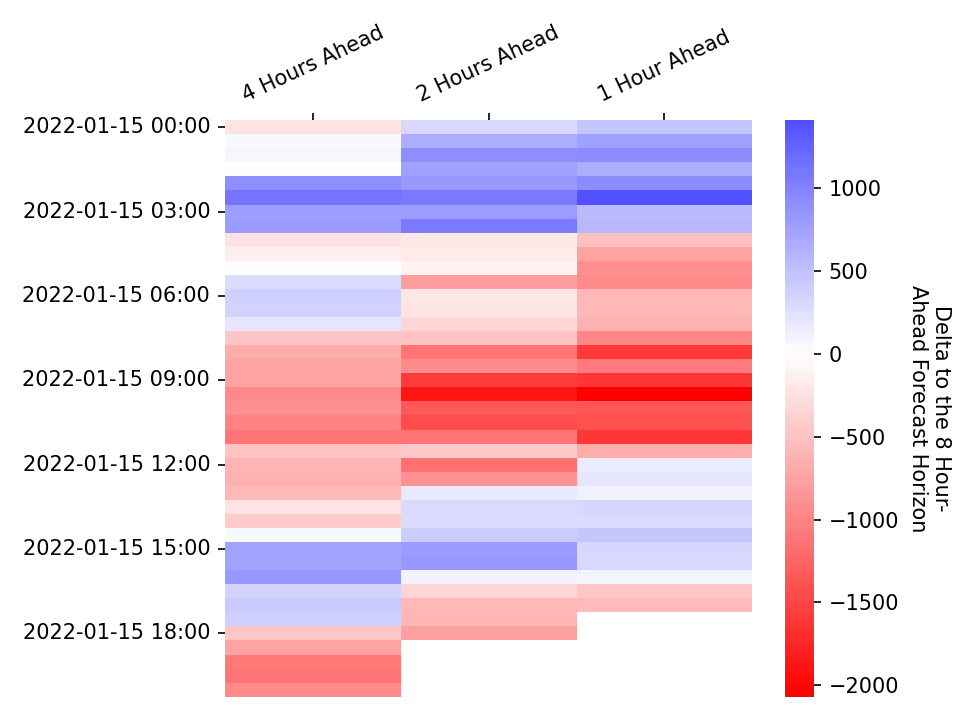 4 Hours Ahead
2 Hours Ahead
1 Hour Ahead
2022-01-15 00:00
2022-01-15 03:00
2022-01-15 06:00
2022-01-15 09:00
2022-01-15 12:00
2022-01-15 15:00
2022-01-15 18:00
1000
500
0
−500
−1000
−1500
−2000
Delta to the 8 Hour-
Ahead Forecast Horizon